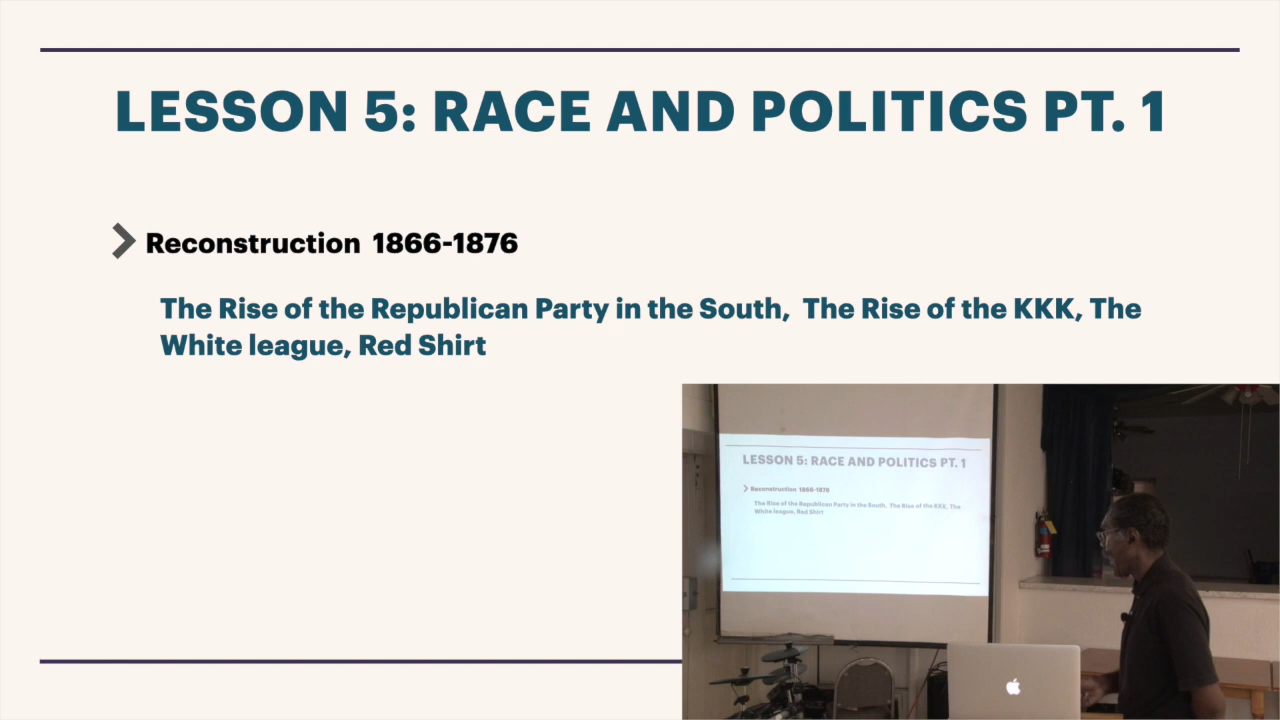 LESSON 5: RACE AND POLITICS PT. 1
Reconstruction 1866-1876
The Rise of the Republican Party in the South, The Rise of the KKK, The
White league, Red Shirt
LESSON 5: RACE AND POLITICS PT. 1
Reconstruction 1866-1876
The Rise of the Republican Party in the South, The Rise of the KKK, The
White league, Red Shirt